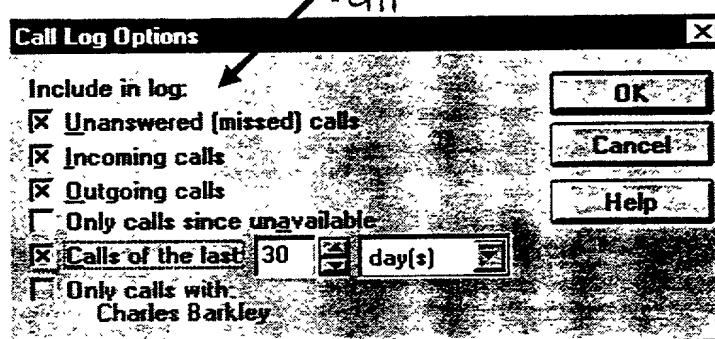 Call Log Options
Include in log:
Unanswered (missed) calls
Incoming calls
Outgoing calls
Only calls since unavailable
Calls of the last 30 day(s)
Only calls with:
Charles Barkley
OK
Cancel
Help